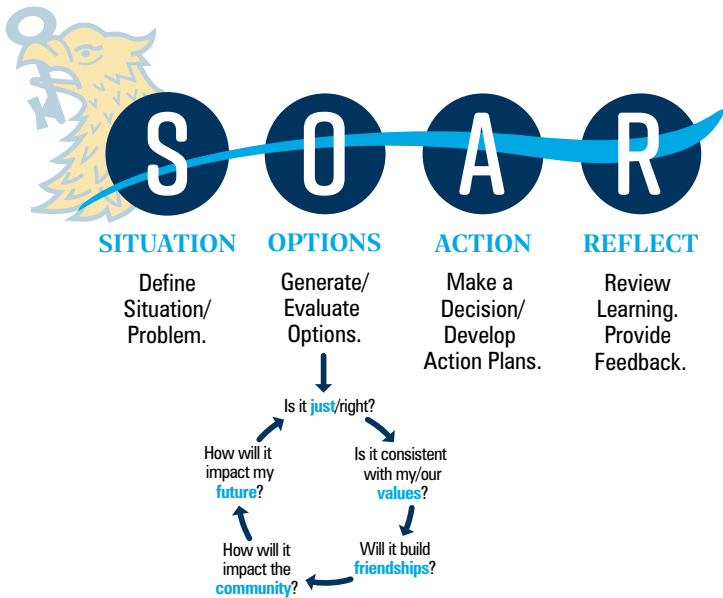 S O A R
SITUATION
Define
Situation/
Problem.
OPTIONS
Generate/
Evaluate
Options.
ACTION
Make a
Decision/
Develop
Action Plans.
REFLECT
Review
Learning.
Provide
Feedback.
Is it just/right?
Is it consistent
with my/our
values?
Will it build
friendships?
How will it
impact the
community?
How will it
impact my
future?